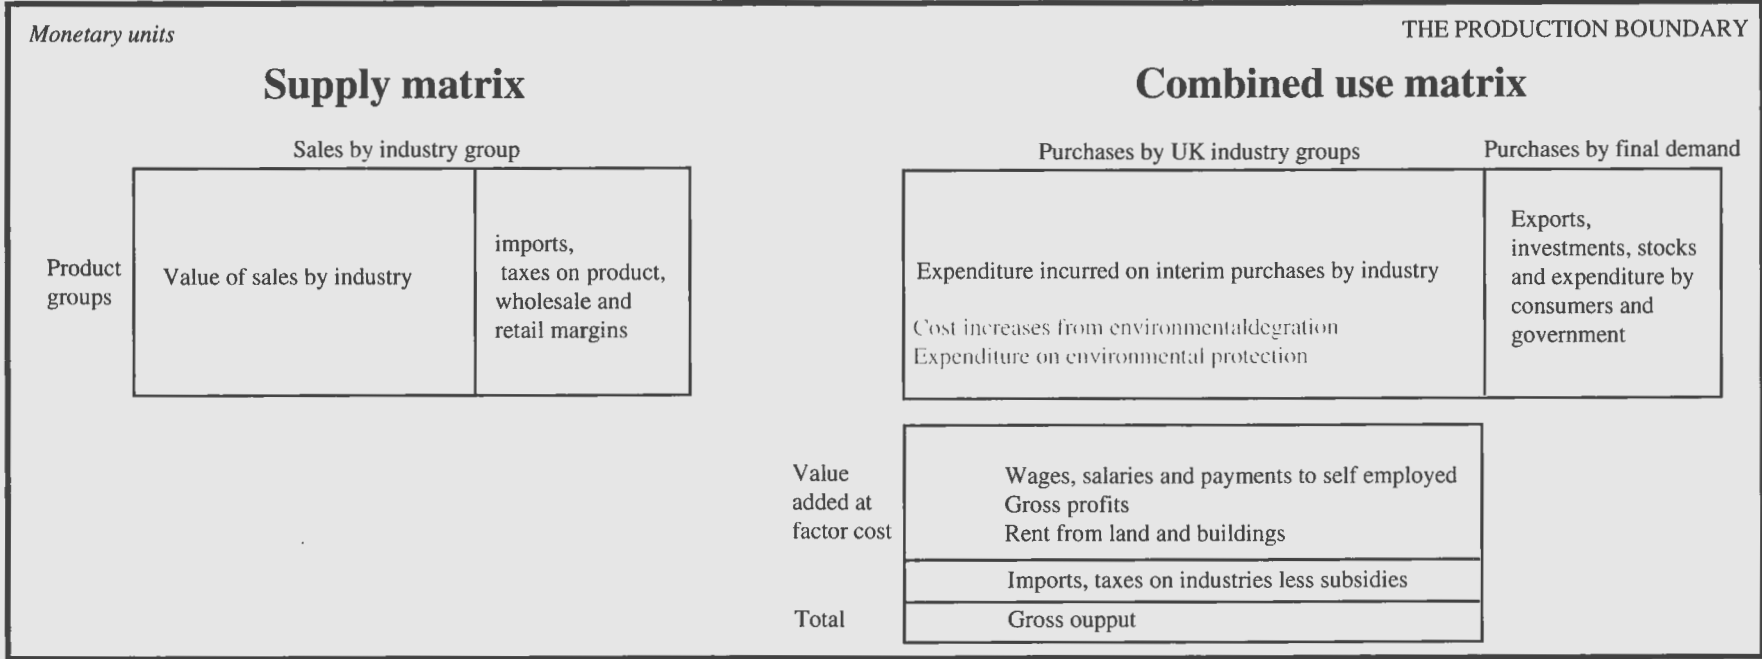 Monetary units
THE PRODUCTION BOUNDARY
Supply matrix
Combined use matrix
Sales by industry group
Purchases by UK industry groups
Purchases by final demand
Product
groups
Value of sales by industry
imports,
taxes on product,
wholesale and
retail margins
Expenditure incurred on interim purchases by industry
Cost increases from environmentaldegration
Expenditure on environmental protection
Exports,
investments, stocks
and expenditure by
consumers and
government
Value
added at
factor cost
Wages, salaries and payments to self employed
Gross profits
Rent from land and buildings
Imports, taxes on industries less subsidies
Total
Gross oupput